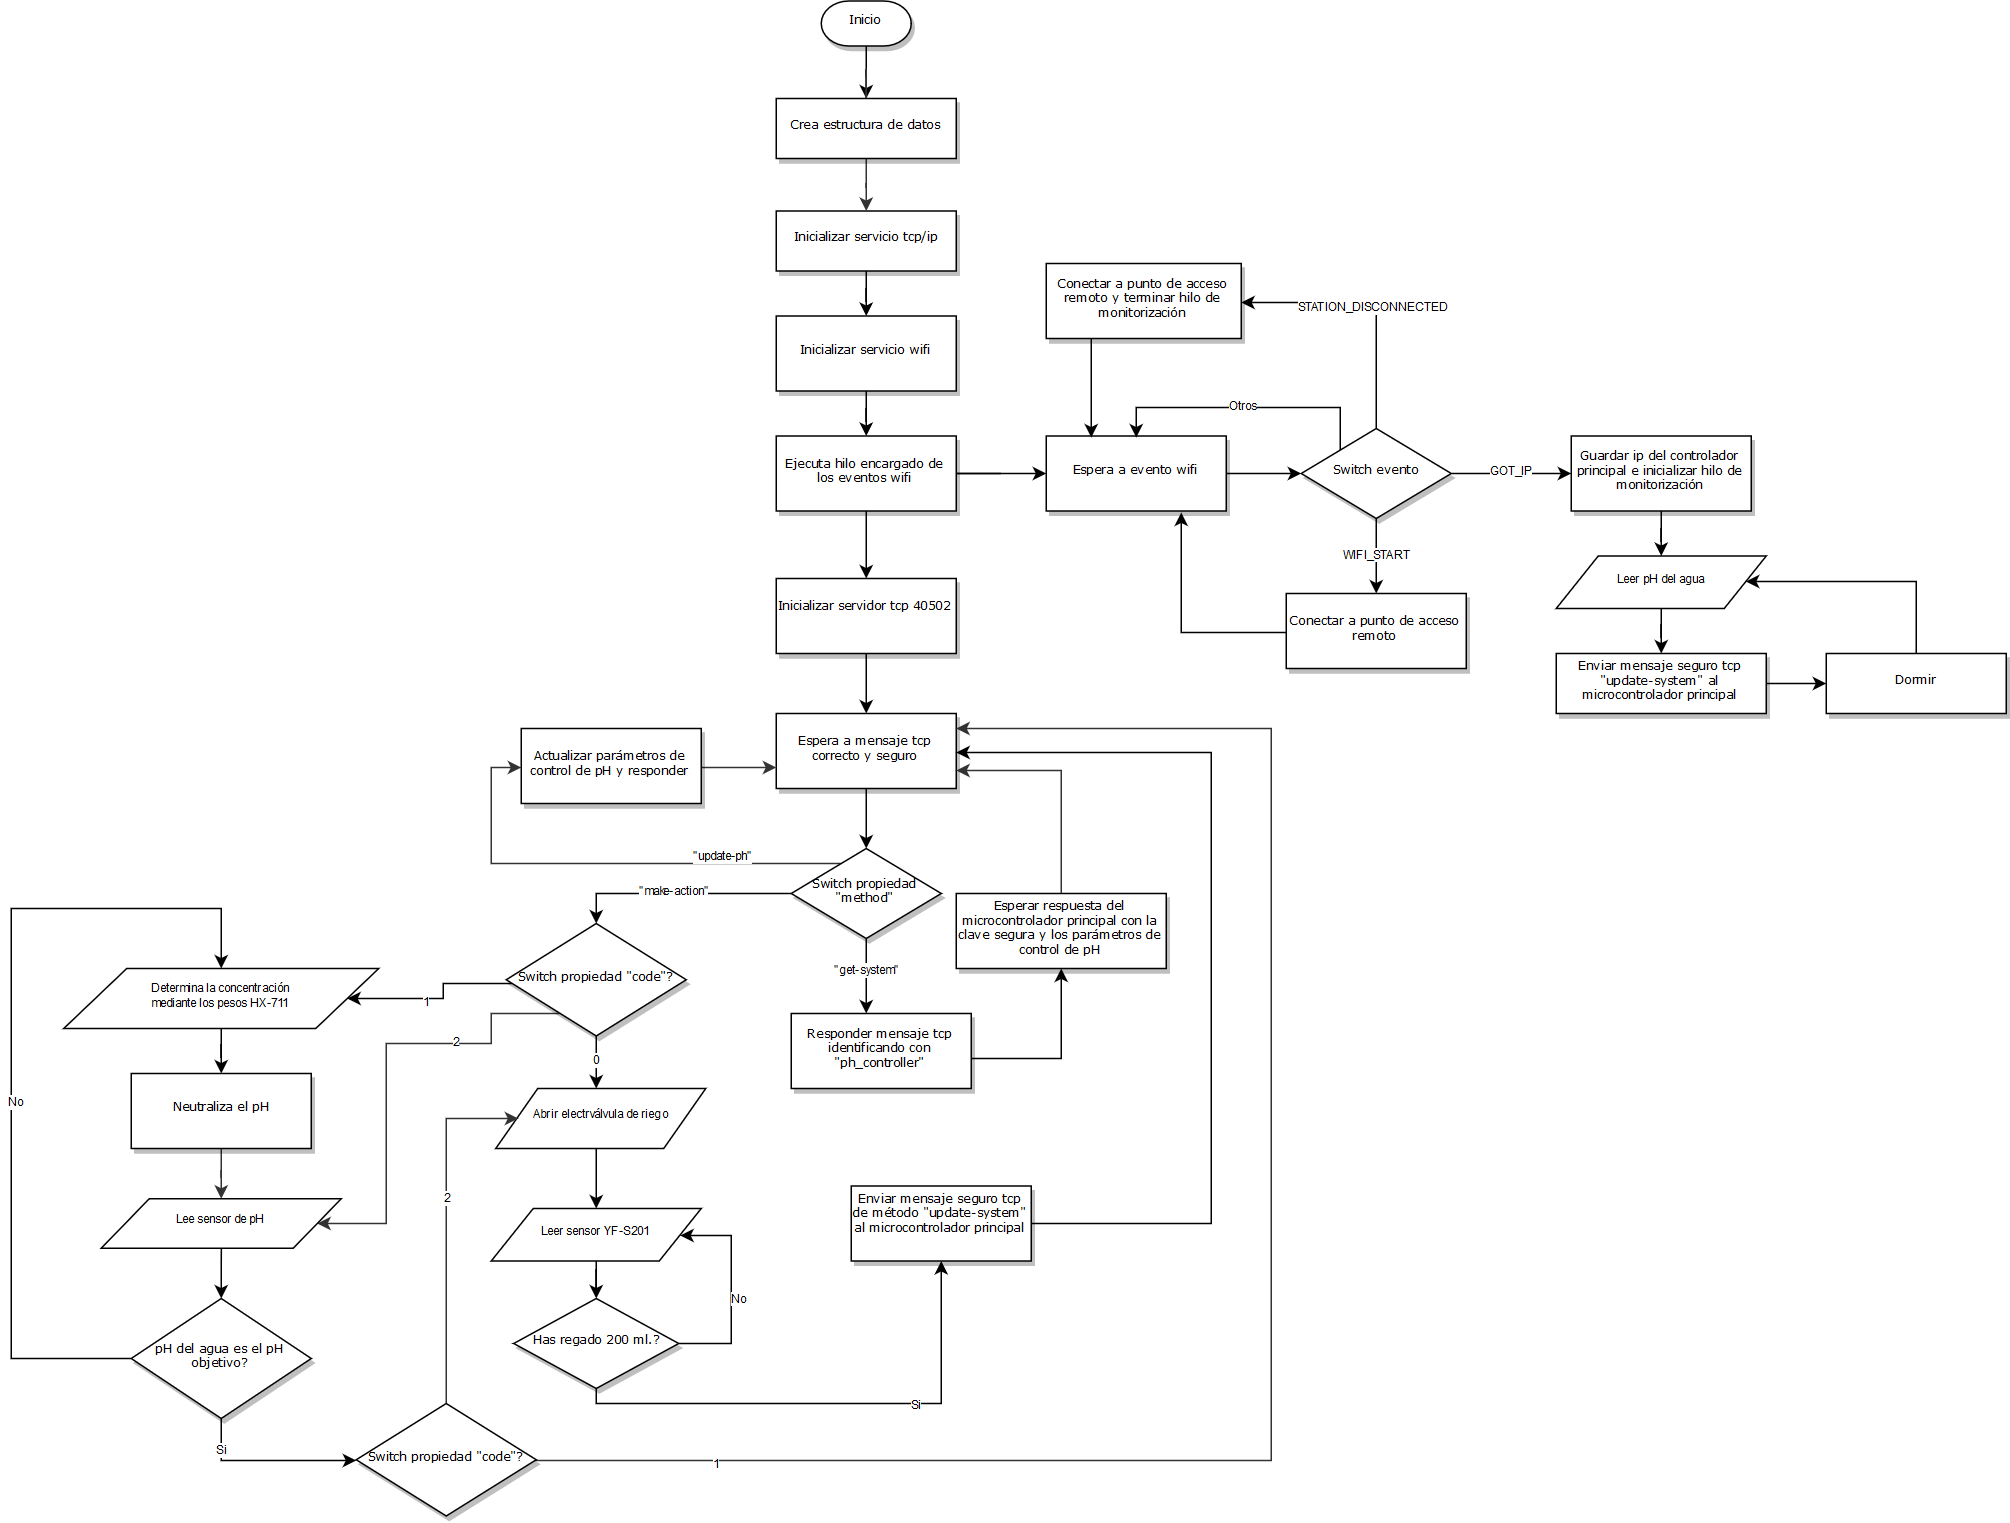 Inicio
Crea estructura de datos
Inicializar servicio tcp/ip
Inicializar servicio wifi
Ejecuta hilo encargado de
los eventos wifi
Conectar a punto de acceso
remoto y terminar hilo de
monitorización
STATION_DISCONNECTED
Otros
Espera a evento wifi
Switch evento
GOT_IP
Guardar ip del controlador
principal e inicializar hilo de
monitorización
WIFI_START
Conectar a punto de acceso
remoto
Leer pH del agua
Enviar mensaje seguro tcp
"update-system" al
microcontrolador principal
Dormir
Inicializar servidor tcp 40502
Espera a mensaje tcp
correcto y seguro
Actualizar parámetros de
control de pH y responder
"update-ph"
"make-action"
Switch propiedad
"method"
"get-system"
Esperar respuesta del
microcontrolador principal con la
clave segura y los parámetros de
control de pH
Responder mensaje tcp
identificando con
"ph_controller"
Switch propiedad "code"?
1
2
0
Determina la concentración
mediante los pesos HX-711
Neutraliza el pH
No
Lee sensor de pH
pH del agua es el pH
objetivo?
Si
Switch propiedad "code"?
2
1
Abrir electrválvula de riego
Leer sensor YF-S201
No
Has regado 200 ml.?
Si
Enviar mensaje seguro tcp
de método "update-system"
al microcontrolador principal